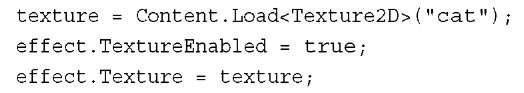 texture = Content.Load<Texture2D>("cat");
effect.TextureEnabled = true;
effect.Texture = texture;